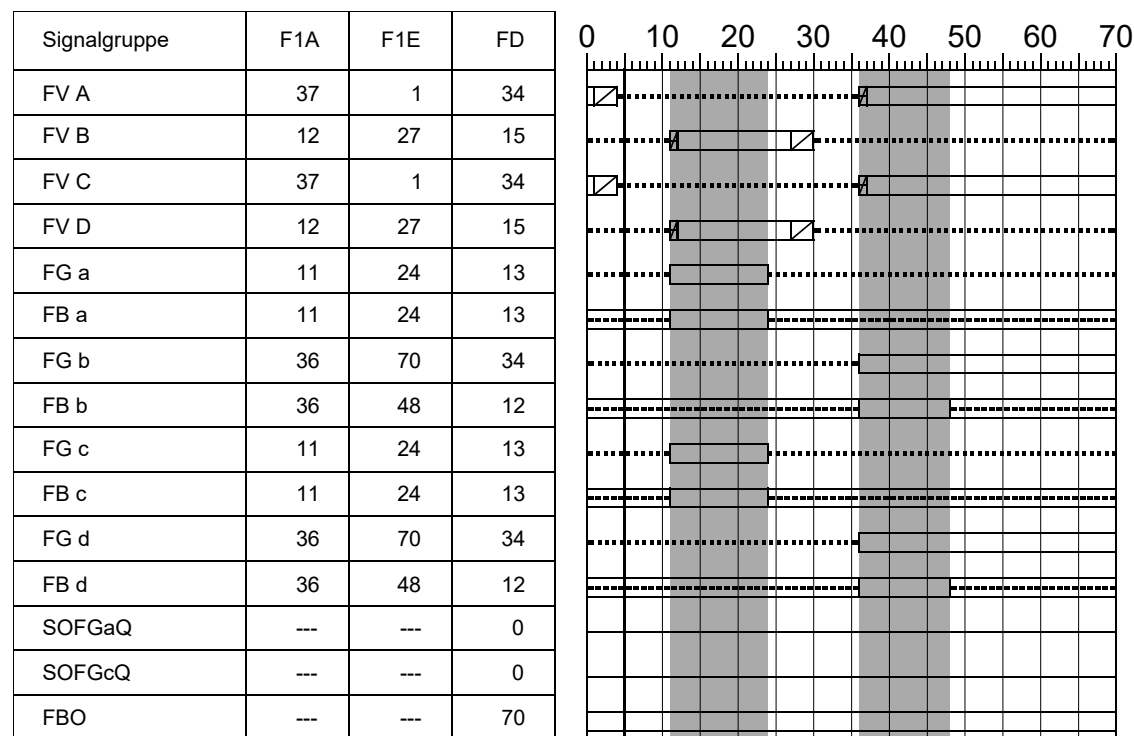 Signalgruppe F1A F1E FD 0 10 20 30 40 50 60 70
FV A 37 1 34
FV B 12 27 15
FV C 37 1 34
FV D 12 27 15
FG a 11 24 13
FB a 11 24 13
FG b 36 70 34
FB b 36 48 12
FG c 11 24 13
FB c 11 24 13
FG d 36 70 34
FB d 36 48 12
SOFGaQ --- --- 0
SOFGcQ --- --- 0
FBO --- --- 70